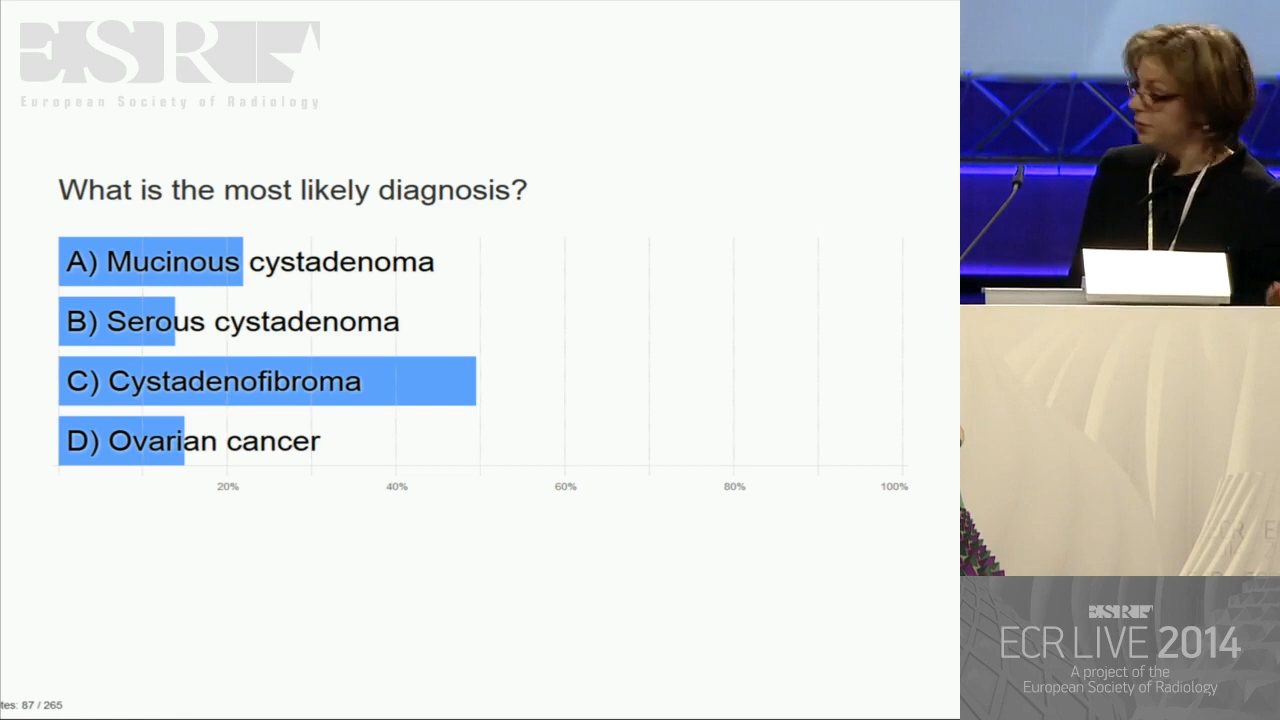 ESR
European Society of Radiology
What is the most likely diagnosis?
A) Mucinous cystadenoma
B) Serous cystadenoma
C) Cystadenofibroma
D) Ovarian cancer
20% 40% 60% 80% 100%
tes: 87 / 265
ESR
ECR LIVE 2014
A project of the
European Society of Radiology